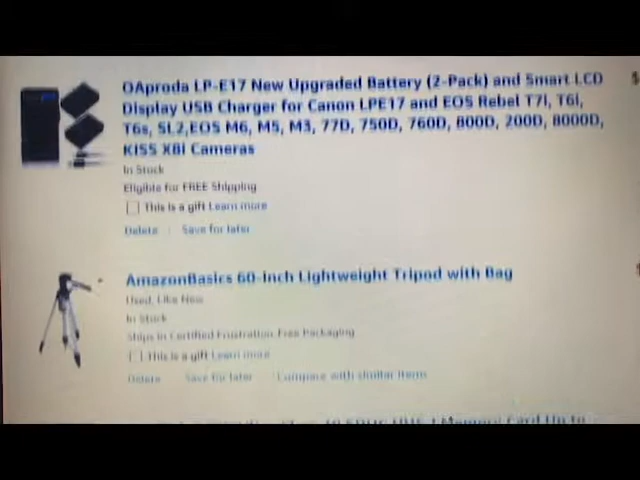 OAproda LP-E17 New Upgraded Battery (2-Pack) and Smart LCD
Display USB Charger for Canon LPE17 and EOS Rebel T7i, T6i,
T6s, SL2,EOS M6, M5, M3, 77D, 750D, 760D, 800D, 200D, 8000D,
KISS X8i Cameras
In Stock
Eligible for FREE Shipping
This is a gift Learn more
Delete Save for later
AmazonBasics 60-Inch Lightweight Tripod with Bag
Used, Like New
In Stock
Ships in Certified Frustration-Free Packaging
This is a gift Learn more
Delete Save for later Compare with similar items
Memory Card Up to